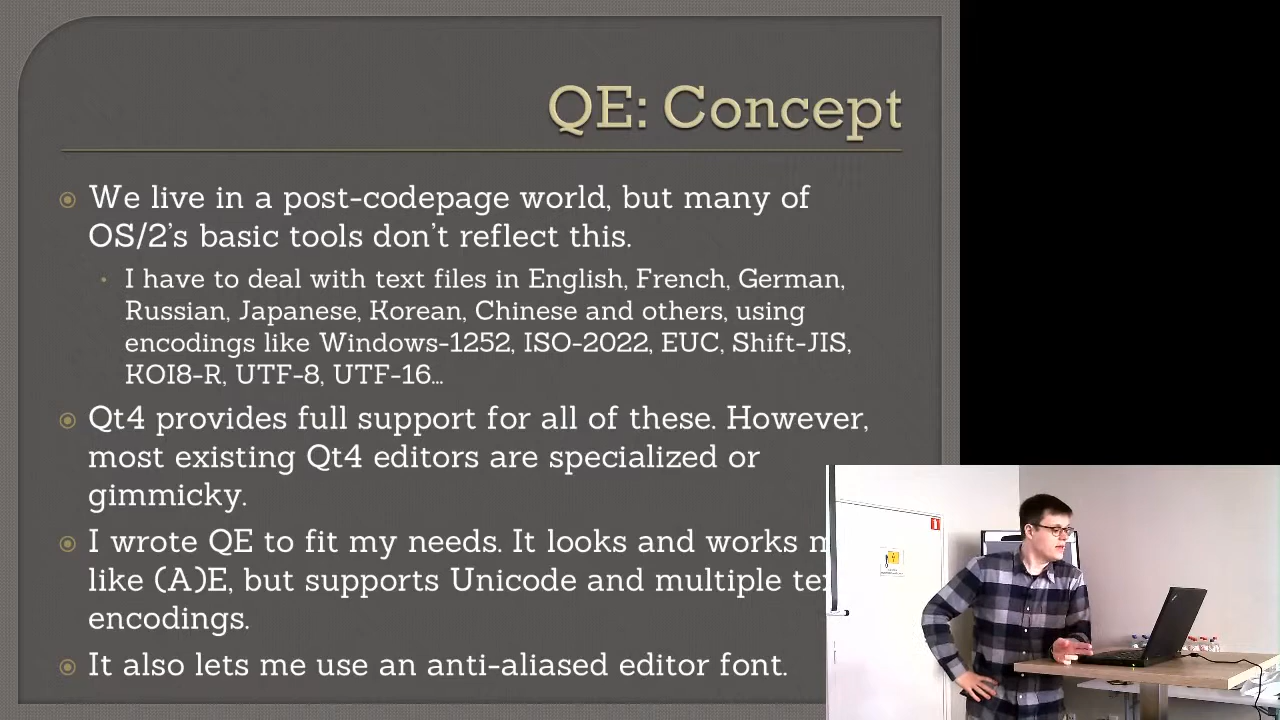 QE: Concept
We live in a post-codepage world, but many of
OS/2's basic tools don't reflect this.
I have to deal with text files in English, French, German,
Russian, Japanese, Korean, Chinese and others, using
encodings like Windows-1252, ISO-2022, EUC, Shift-JIS,
KOI8-R, UTF-8, UTF-16...
Qt4 provides full support for all of these. However,
most existing Qt4 editors are specialized or
gimmicky.
I wrote QE to fit my needs. It looks and works
like (A)E, but supports Unicode and multiple
encodings.
It also lets me use an anti-aliased editor font.